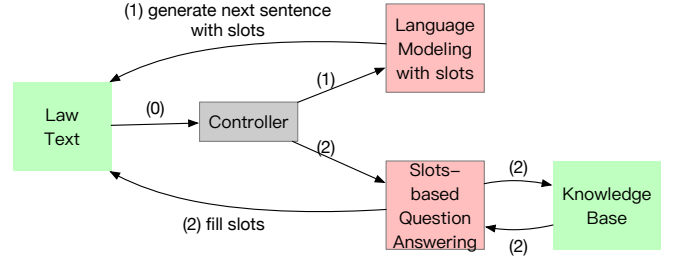 (1) generate next sentence
with slots
Language
Modeling
with slots
(1)
Law
Text
(0)
Controller
(2)
Slots-
based
Question
Answering
(2)
Knowledge
Base
(2)
(2) fill slots